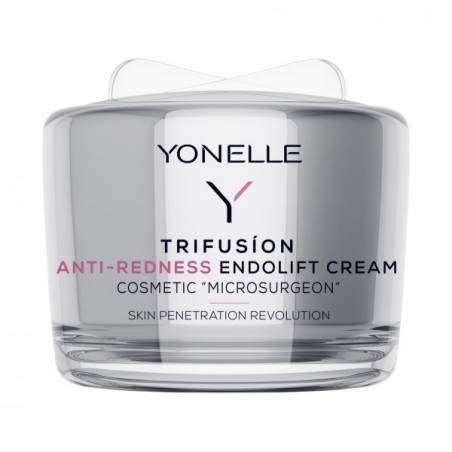 YONELLE
Y
TRIFUSÍON
ANTI-REDNESS ENDOLIFT CREAM
COSMETIC "MICROSURGEON"
SKIN PENETRATION REVOLUTION